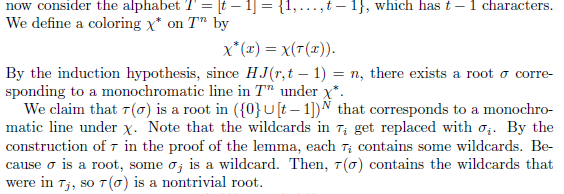 now consider the alphabet T = [t − 1] = {1, . . . , t − 1}, which has t − 1 characters.
We define a coloring χ* on Tⁿ by
χ*(x) = χ(τ(x)).
By the induction hypothesis, since HJ(r, t − 1) = n, there exists a root σ corre-
sponding to a monochromatic line in Tⁿ under χ*.
We claim that τ(σ) is a root in ({0} ∪ [t − 1])ᴺ that corresponds to a monochro-
matic line under χ. Note that the wildcards in τᵢ get replaced with σᵢ. By the
construction of τ in the proof of the lemma, each τᵢ contains some wildcards. Be-
cause σ is a root, some σⱼ is a wildcard. Then, τ(σ) contains the wildcards that
were in τⱼ, so τ(σ) is a nontrivial root.